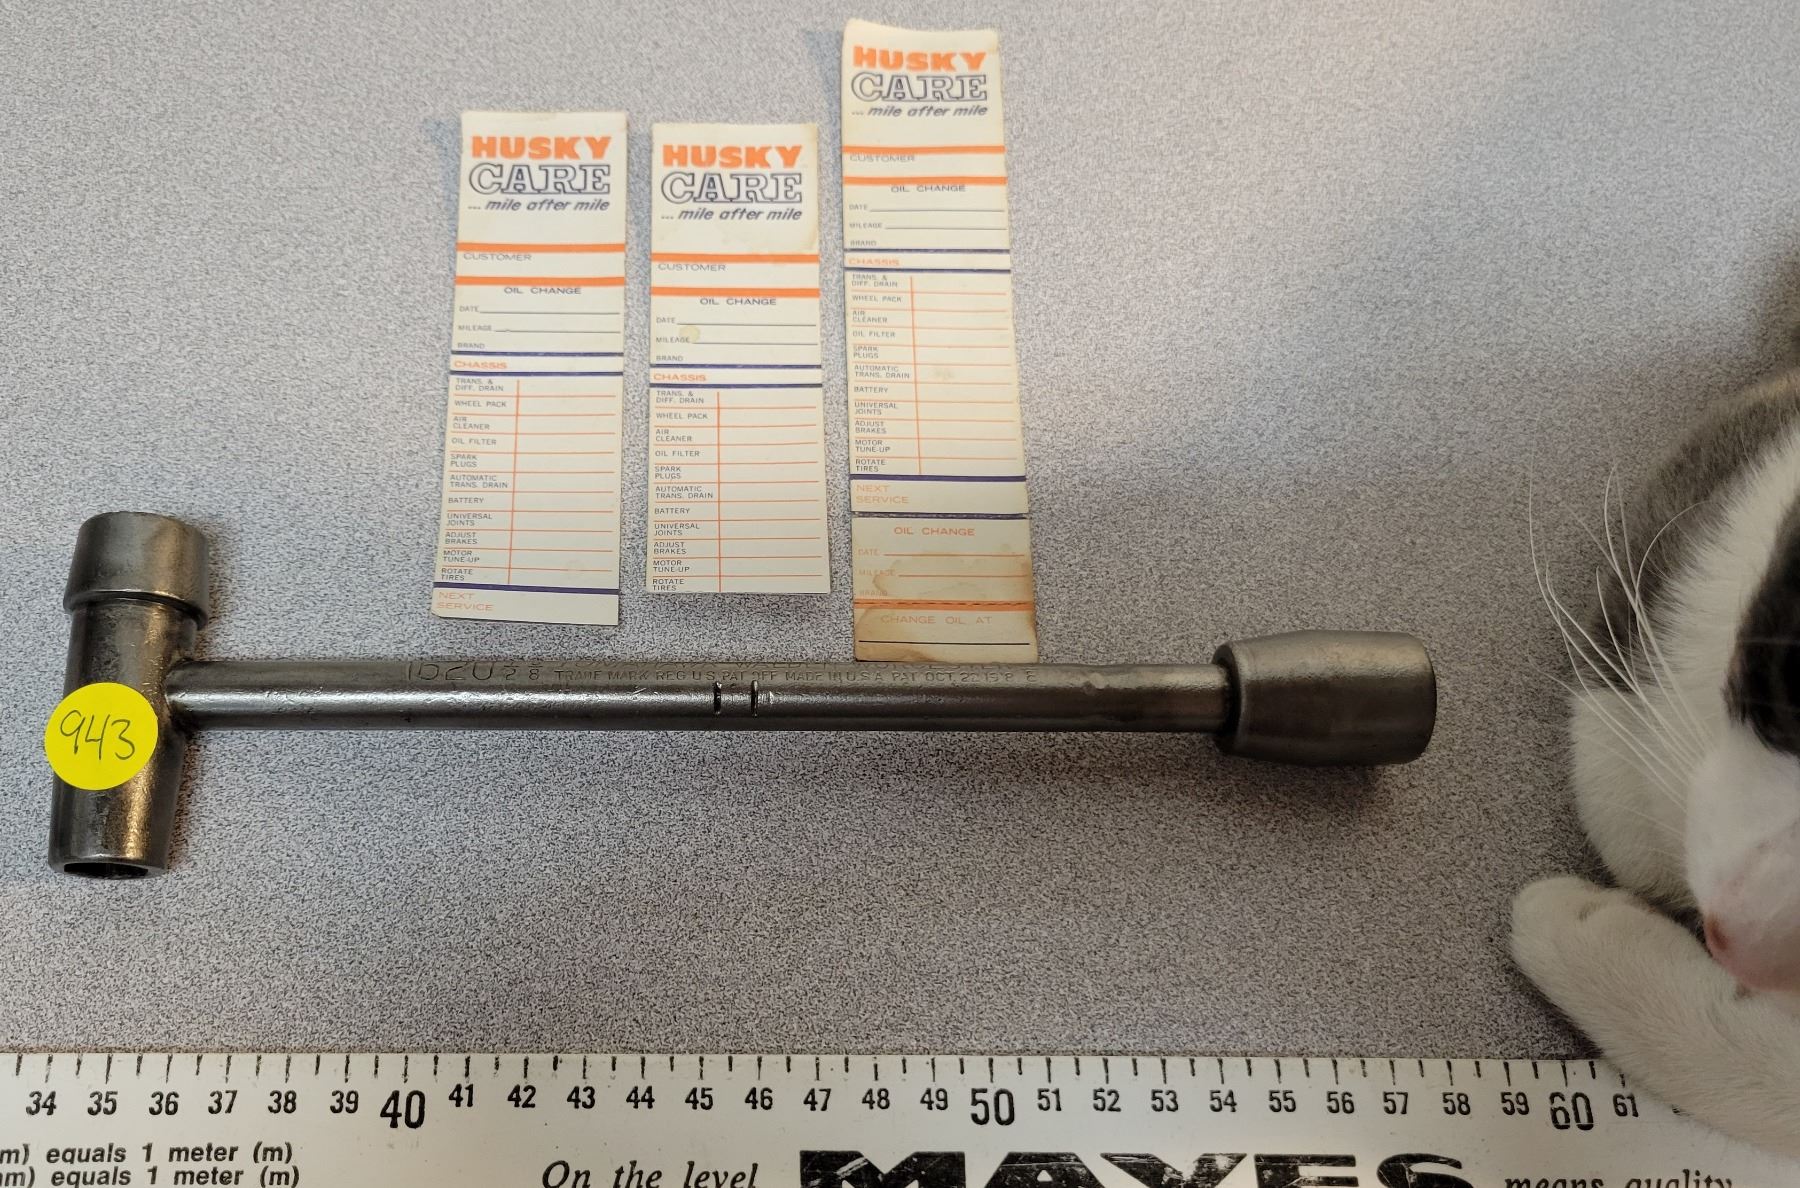 HUSKY
CARE
... mile after mile
CUSTOMER
OIL CHANGE
DATE
MILEAGE
BRAND
CHASSIS
TRANS. &
DIFF. DRAIN
WHEEL PACK
AIR
CLEANER
OIL FILTER
SPARK
PLUGS
AUTOMATIC
TRANS. DRAIN
BATTERY
UNIVERSAL
JOINTS
ADJUST
BRAKES
MOTOR
TUNE-UP
ROTATE
TIRES
NEXT
SERVICE
HUSKY
CARE
... mile after mile
CUSTOMER
OIL CHANGE
DATE
MILEAGE
BRAND
CHASSIS
TRANS. &
DIFF. DRAIN
WHEEL PACK
AIR
CLEANER
OIL FILTER
SPARK
PLUGS
AUTOMATIC
TRANS. DRAIN
BATTERY
UNIVERSAL
JOINTS
ADJUST
BRAKES
MOTOR
TUNE-UP
ROTATE
TIRES
HUSKY
CARE
... mile after mile
CUSTOMER
OIL CHANGE
DATE
MILEAGE
BRAND
CHASSIS
TRANS. &
DIFF. DRAIN
WHEEL PACK
AIR
CLEANER
OIL FILTER
SPARK
PLUGS
AUTOMATIC
TRANS. DRAIN
BATTERY
UNIVERSAL
JOINTS
ADJUST
BRAKES
MOTOR
TUNE-UP
ROTATE
TIRES
NEXT
SERVICE
OIL CHANGE
DATE
MILEAGE
BRAND
CHANGE OIL AT
1620
TRADE MARK REG U.S. PAT OFF MADE IN U.S.A PAT OCT. 22
943
34 35 36 37 38 39 40 41 42 43 44 45 46 47 48 49 50 51 52 53 54 55 56 57 58 59 60 61
m) equals 1 meter (m)
m) equals 1 meter (m)
On the level MAYES means quality